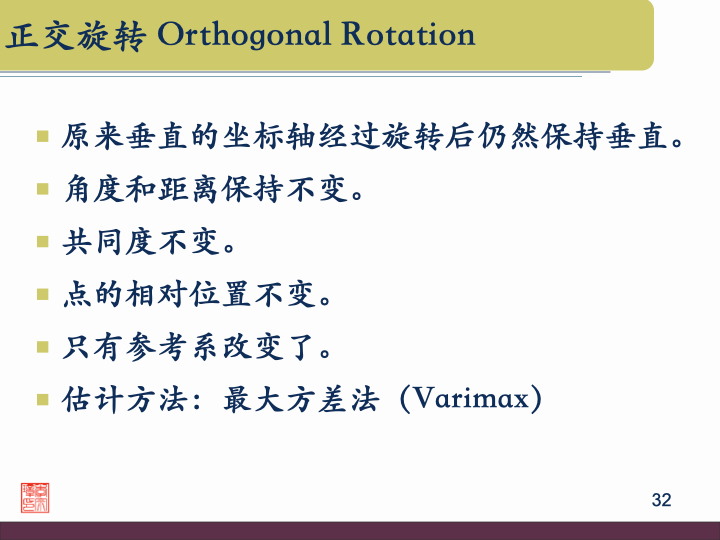 正交旋转 Orthogonal Rotation
原来垂直的坐标轴经过旋转后仍然保持垂直。
角度和距离保持不变。
共同度不变。
点的相对位置不变。
只有参考系改变了。
估计方法：最大方差法（Varimax）
32